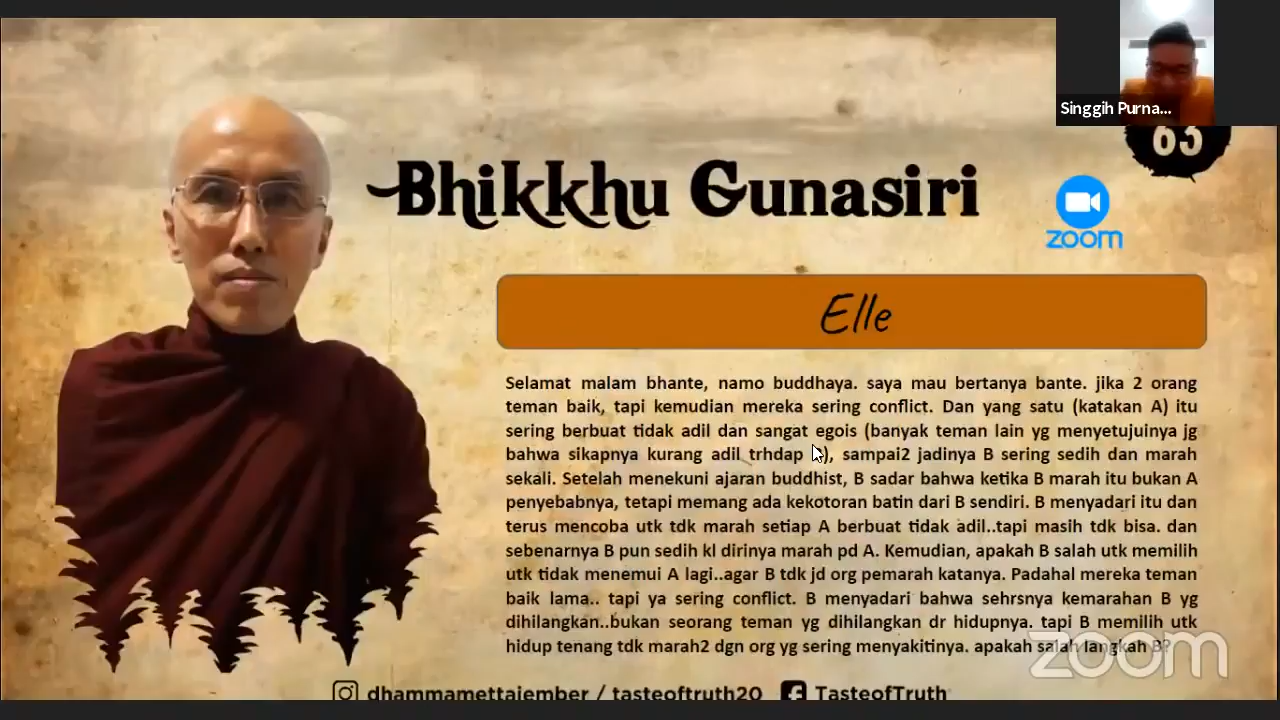 Singgih Purna...
63
Bhikkhu Gunasiri
zoom
Elle
Selamat malam bhante, namo buddhaya. saya mau bertanya bante. jika 2 orang
teman baik, tapi kemudian mereka sering conflict. Dan yang satu (katakan A) itu
sering berbuat tidak adil dan sangat egois (banyak teman lain yg menyetujuinya jg
bahwa sikapnya kurang adil trhdap ), sampai2 jadinya B sering sedih dan marah
sekali. Setelah menekuni ajaran buddhist, B sadar bahwa ketika B marah itu bukan A
penyebabnya, tetapi memang ada kekotoran batin dari B sendiri. B menyadari itu dan
terus mencoba utk tdk marah setiap A berbuat tidak adil..tapi masih tdk bisa. dan
sebenarnya B pun sedih kl dirinya marah pd A. Kemudian, apakah B salah utk memilih
utk tidak menemui A lagi..agar B tdk jd org pemarah katanya. Padahal mereka teman
baik lama.. tapi ya sering conflict. B menyadari bahwa sehrsnya kemarahan B yg
dihilangkan..bukan seorang teman yg dihilangkan dr hidupnya. tapi B memilih utk
hidup tenang tdk marah2 dgn org yg sering menyakitinya. apakah salah langkah B?
zoom
dhammamettajember / tasteoftruth20 TasteofTruth